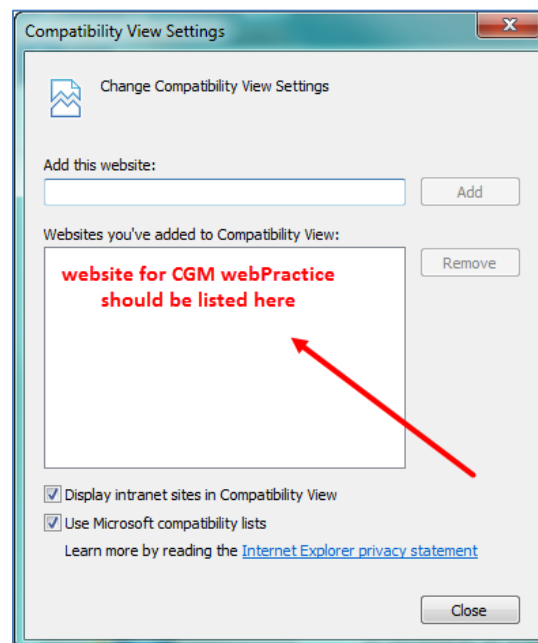 Compatibility View Settings
x
Change Compatibility View Settings
Add this website:
Add
Websites you've added to Compatibility View:
website for CGM webPractice
should be listed here
Remove
Display intranet sites in Compatibility View
Use Microsoft compatibility lists
Learn more by reading the Internet Explorer privacy statement
Close